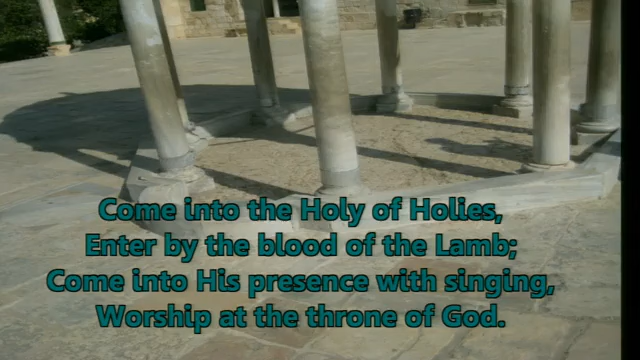 Come into the Holy of Holies,
Enter by the blood of the Lamb;
Come into His presence with singing,
Worship at the throne of God.